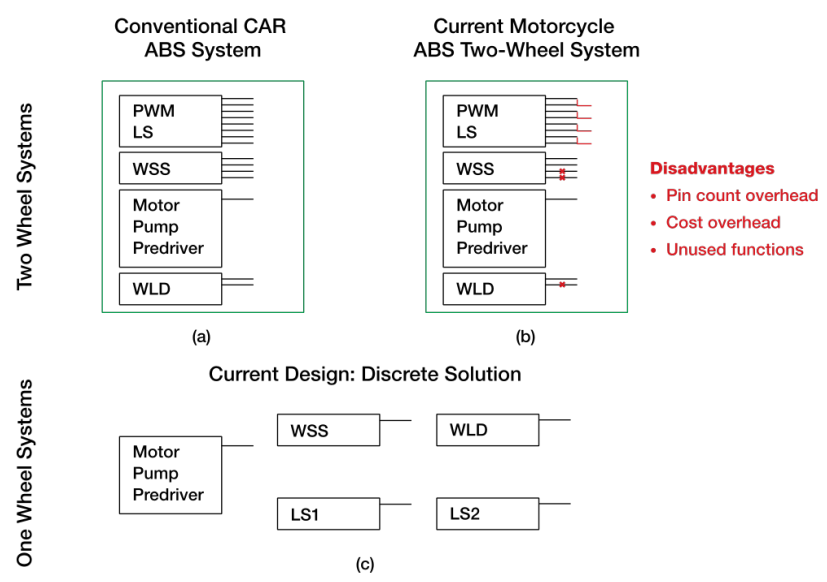 Conventional CAR
ABS System
Current Motorcycle
ABS Two-Wheel System
Two Wheel Systems
PWM
LS
WSS
Motor
Pump
Predriver
WLD
(a)
PWM
LS
WSS
Motor
Pump
Predriver
WLD
(b)
Disadvantages
• Pin count overhead
• Cost overhead
• Unused functions
Current Design: Discrete Solution
One Wheel Systems
Motor
Pump
Predriver
WSS
WLD
LS1
LS2
(c)